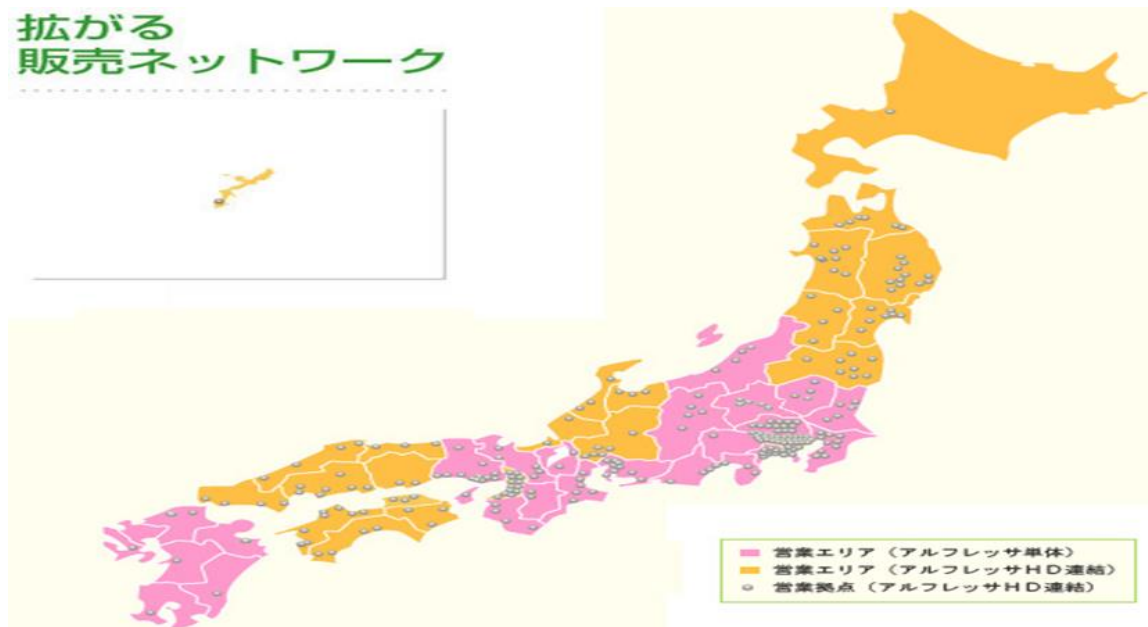 拡がる
販売ネットワーク
営業エリア（アルフレッサ単体）
営業エリア（アルフレッサＨＤ連結）
営業拠点（アルフレッサＨＤ連結）